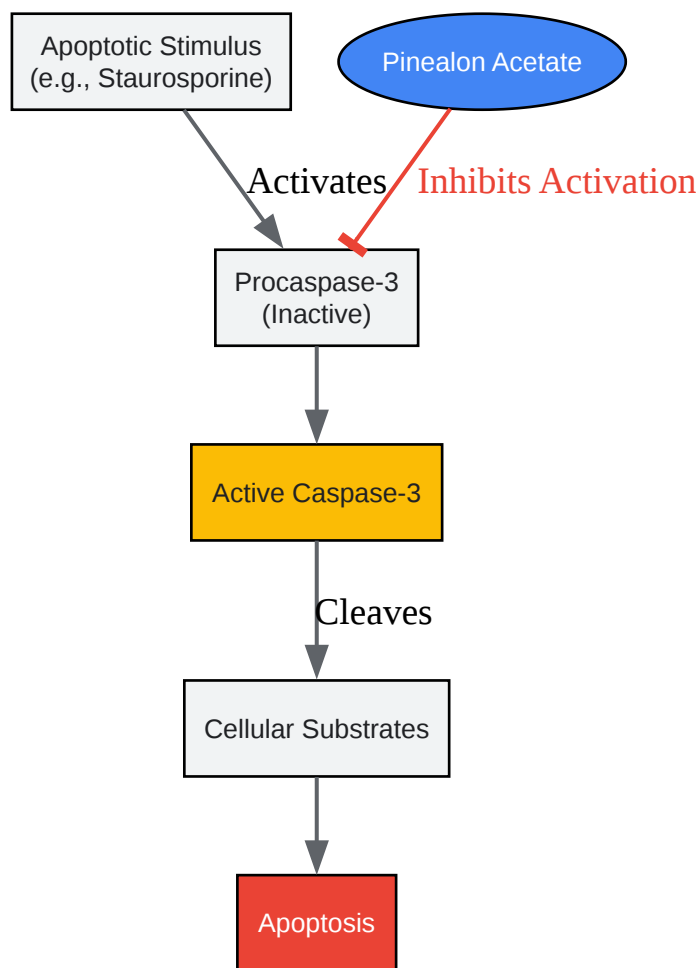 Apoptotic Stimulus
(e.g., Staurosporine)
Pinealon Acetate
Activates
Inhibits Activation
Procaspase-3
(Inactive)
Active Caspase-3
Cleaves
Cellular Substrates
Apoptosis